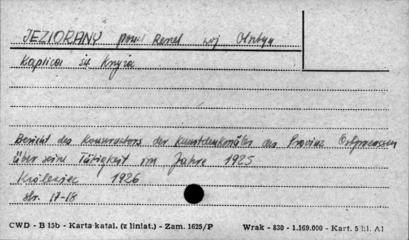 JEZIORANY pow. Reszel woj Olsztyn
Kaplica św. Krzyża
Bericht des Konservators der Kunstdenkmäler der Provinz Ostpreussen
über seine Tätigkeit im Jahre 1925
Królewiec 1926
str. 17-18
CWD - B 15b - Karta katal. (z liniat.) - Zam. 1625/P Wrak - 830 - 1.169.000 - Kart. 5 kl. A1